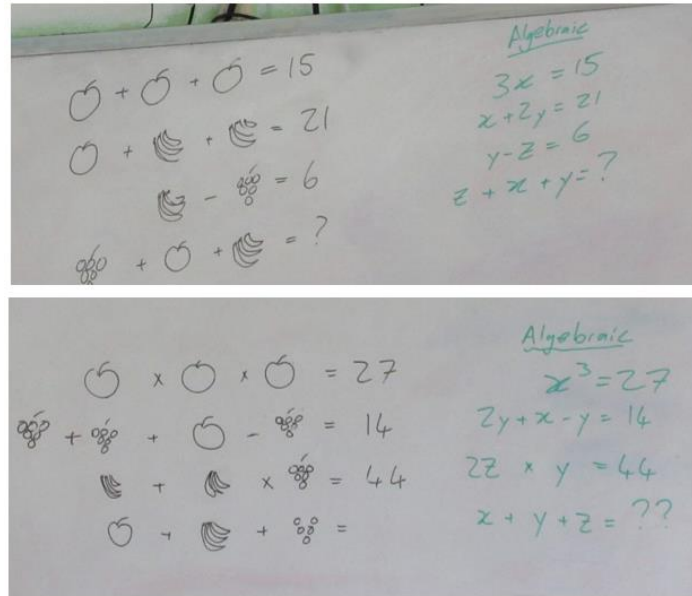 + + = 15
+ + = 21
- = 6
+ + = ?
Algebraic
3x = 15
x + 2y = 21
y - z = 6
z + x + y = ?
x x = 27
+ + - = 14
+ x = 44
+ + =
Algebraic
x³ = 27
2y + x - y = 14
2z x y = 44
x + y + z = ??